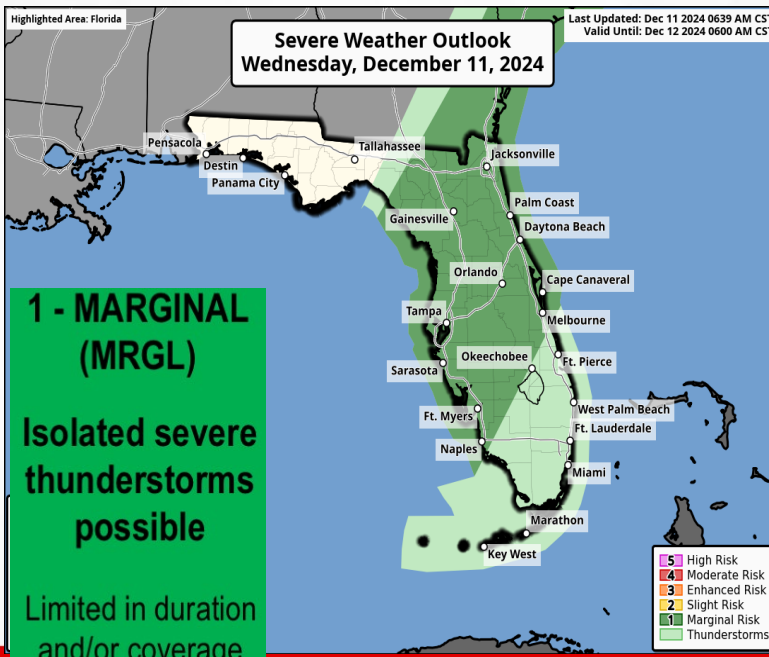 Highlighted Area: Florida
Severe Weather Outlook
Wednesday, December 11, 2024
Last Updated: Dec 11 2024 0639 AM CST
Valid Until: Dec 12 2024 0600 AM CST
Pensacola
Tallahassee
Destin
Panama City
Jacksonville
Gainesville
Palm Coast
Daytona Beach
Orlando
Cape Canaveral
Tampa
Melbourne
Okeechobee
Ft. Pierce
Sarasota
Ft. Myers
West Palm Beach
Ft. Lauderdale
Naples
Miami
Marathon
Key West
1 - MARGINAL
(MRGL)
Isolated severe
thunderstorms
possible
Limited in duration
and/or coverage
5 High Risk
4 Moderate Risk
3 Enhanced Risk
2 Slight Risk
1 Marginal Risk
Thunderstorms